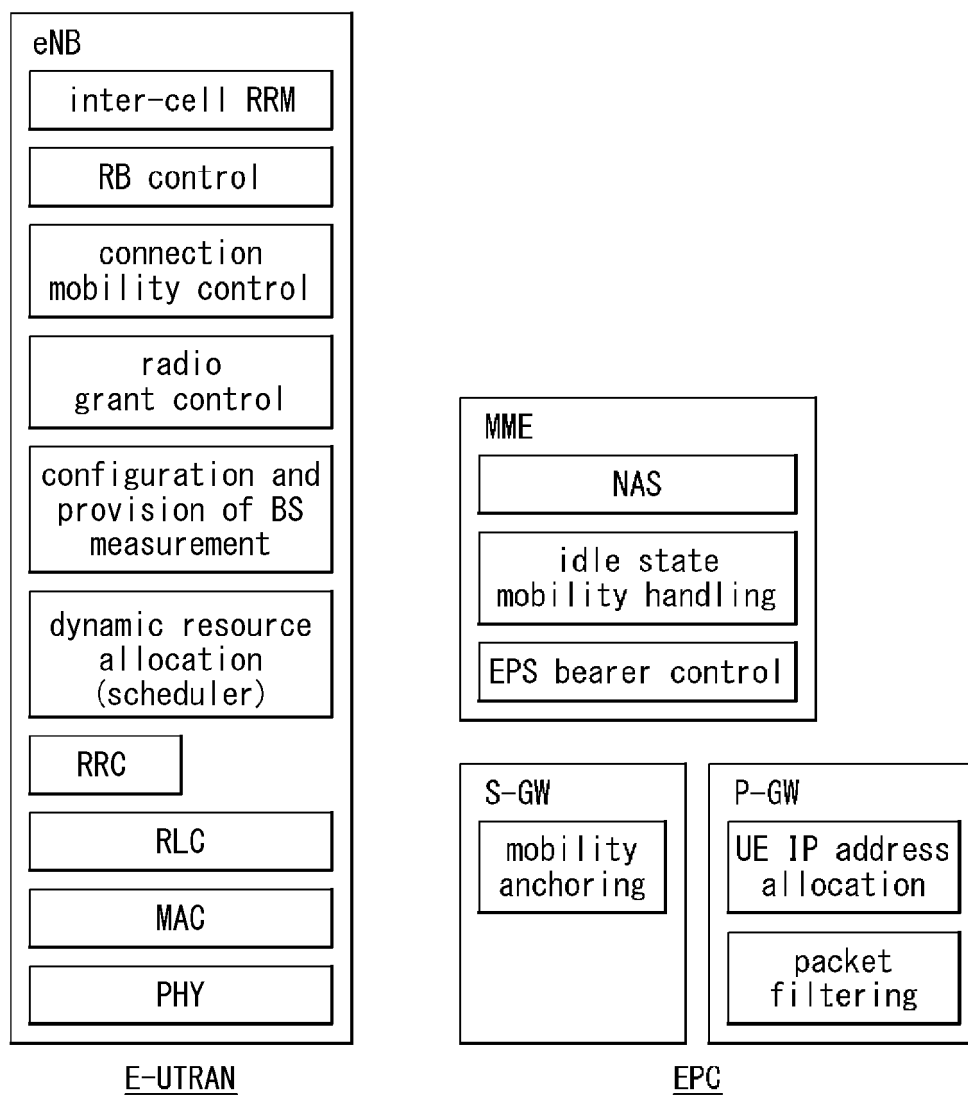 eNB
inter-cell RRM
RB control
connection
mobility control
radio
grant control
configuration and
provision of BS
measurement
dynamic resource
allocation
(scheduler)
RRC
RLC
MAC
PHY
E-UTRAN
MME
NAS
idle state
mobility handling
EPS bearer control
S-GW
mobility
anchoring
P-GW
UE IP address
allocation
packet
filtering
EPC